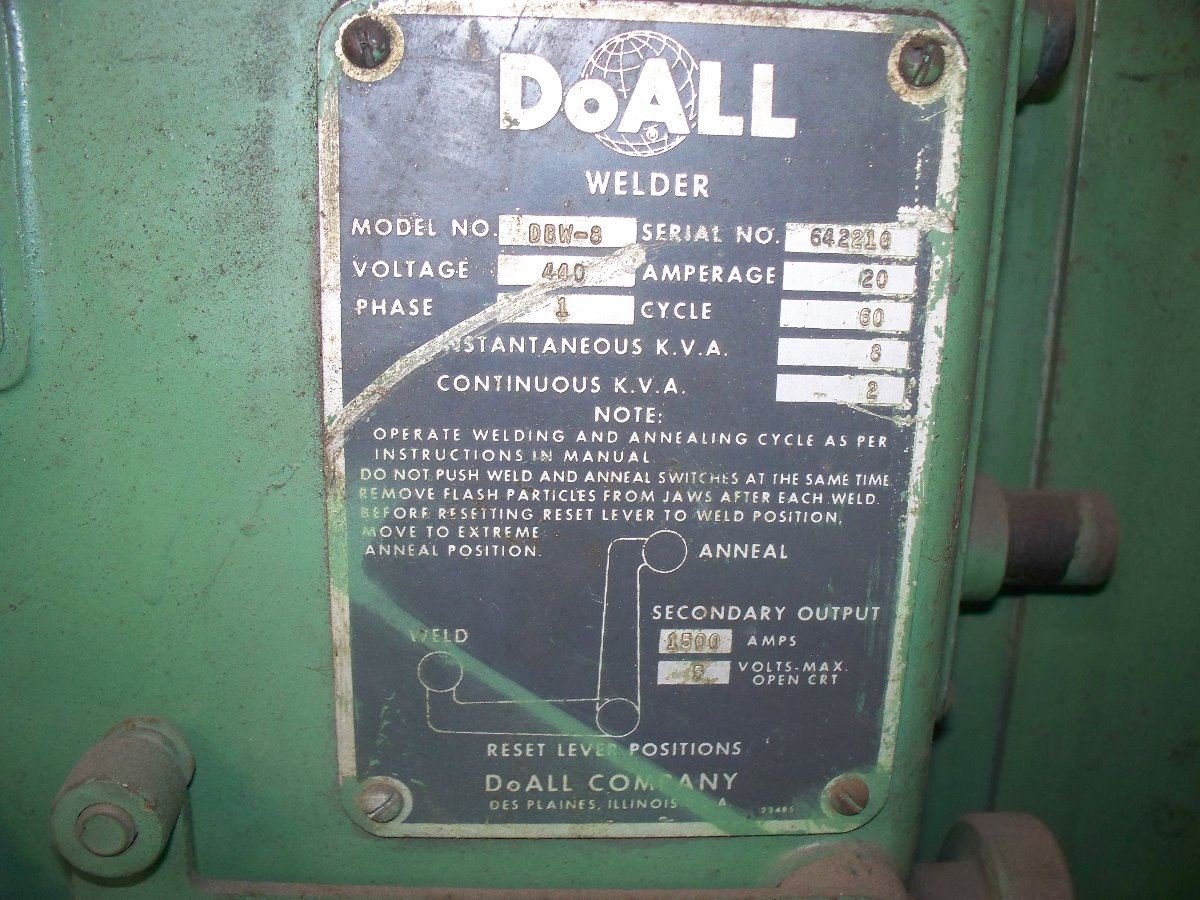 DoALL
WELDER
MODEL NO. DBW-8 SERIAL NO. 642210
VOLTAGE 440 AMPERAGE 20
PHASE 1 CYCLE 60
INSTANTANEOUS K.V.A. 8
CONTINUOUS K.V.A. 2
NOTE:
OPERATE WELDING AND ANNEALING CYCLE AS PER
INSTRUCTIONS IN MANUAL.
DO NOT PUSH WELD AND ANNEAL SWITCHES AT THE SAME TIME.
REMOVE FLASH PARTICLES FROM JAWS AFTER EACH WELD.
BEFORE RESETTING RESET LEVER TO WELD POSITION,
MOVE TO EXTREME
ANNEAL POSITION.
ANNEAL
SECONDARY OUTPUT
1500 AMPS
5 VOLTS-MAX.
OPEN CRT
WELD
RESET LEVER POSITIONS
DoALL COMPANY
DES PLAINES, ILLINOIS